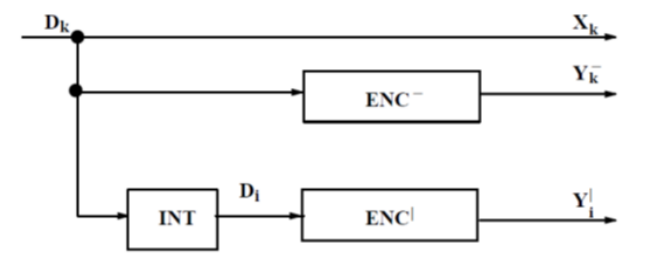 Dk Xk
Yk−
ENC−
Di Yi|
INT ENC|